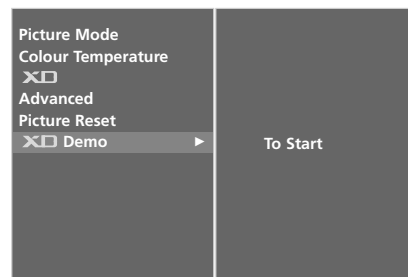 Picture Mode
Colour Temperature
XD
Advanced
Picture Reset
XD Demo ►
To Start